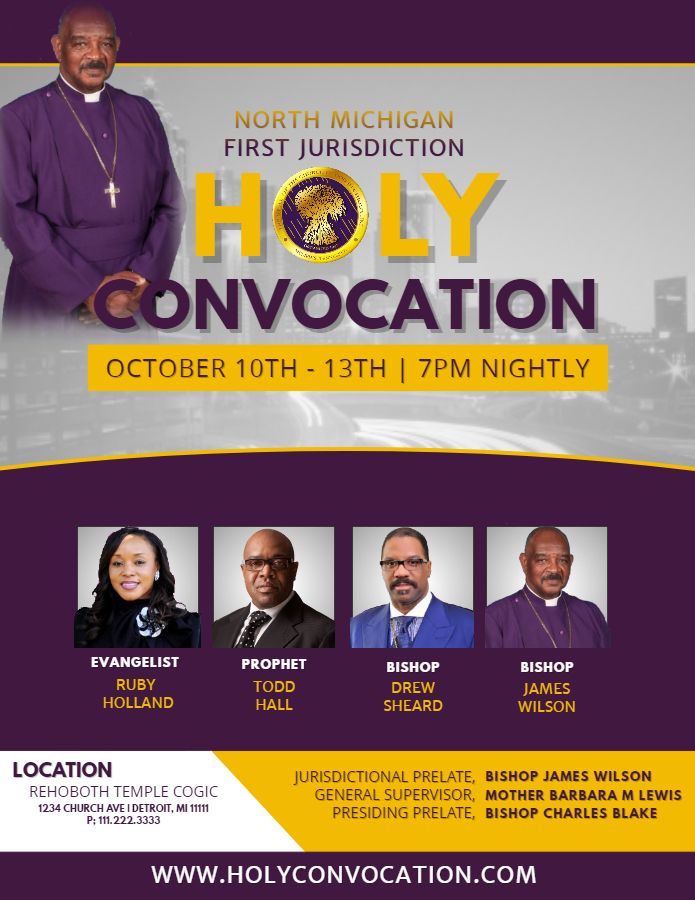 NORTH MICHIGAN
FIRST JURISDICTION
HOLY
CONVOCATION
OCTOBER 10TH - 13TH | 7PM NIGHTLY
EVANGELIST
RUBY
HOLLAND
PROPHET
TODD
HALL
BISHOP
DREW
SHEARD
BISHOP
JAMES
WILSON
LOCATION
REHOBOTH TEMPLE COGIC
1234 CHURCH AVE | DETROIT, MI 11111
P; 111.222.3333
JURISDICTIONAL PRELATE, BISHOP JAMES WILSON
GENERAL SUPERVISOR, MOTHER BARBARA M LEWIS
PRESIDING PRELATE, BISHOP CHARLES BLAKE
WWW.HOLYCONVOCATION.COM